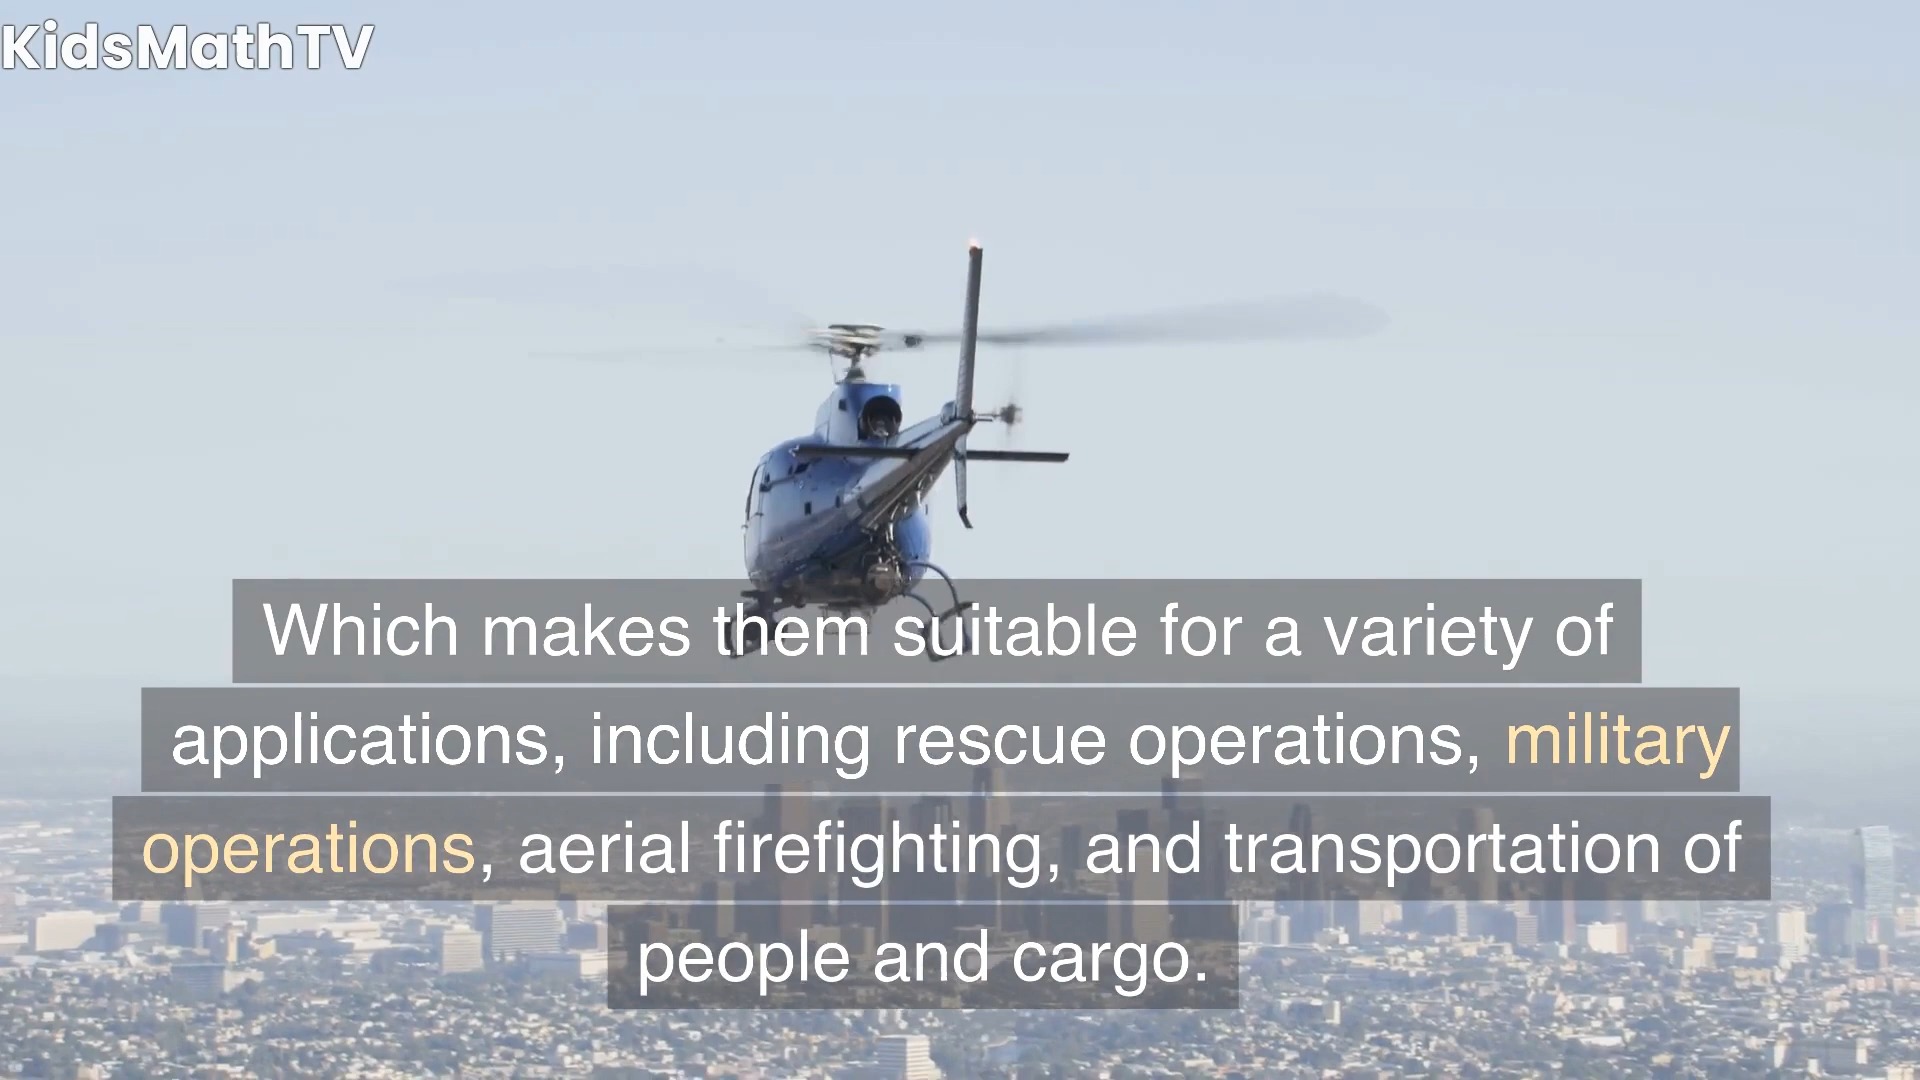 KidsMathTV
Which makes them suitable for a variety of
applications, including rescue operations, military
operations, aerial firefighting, and transportation of
people and cargo.